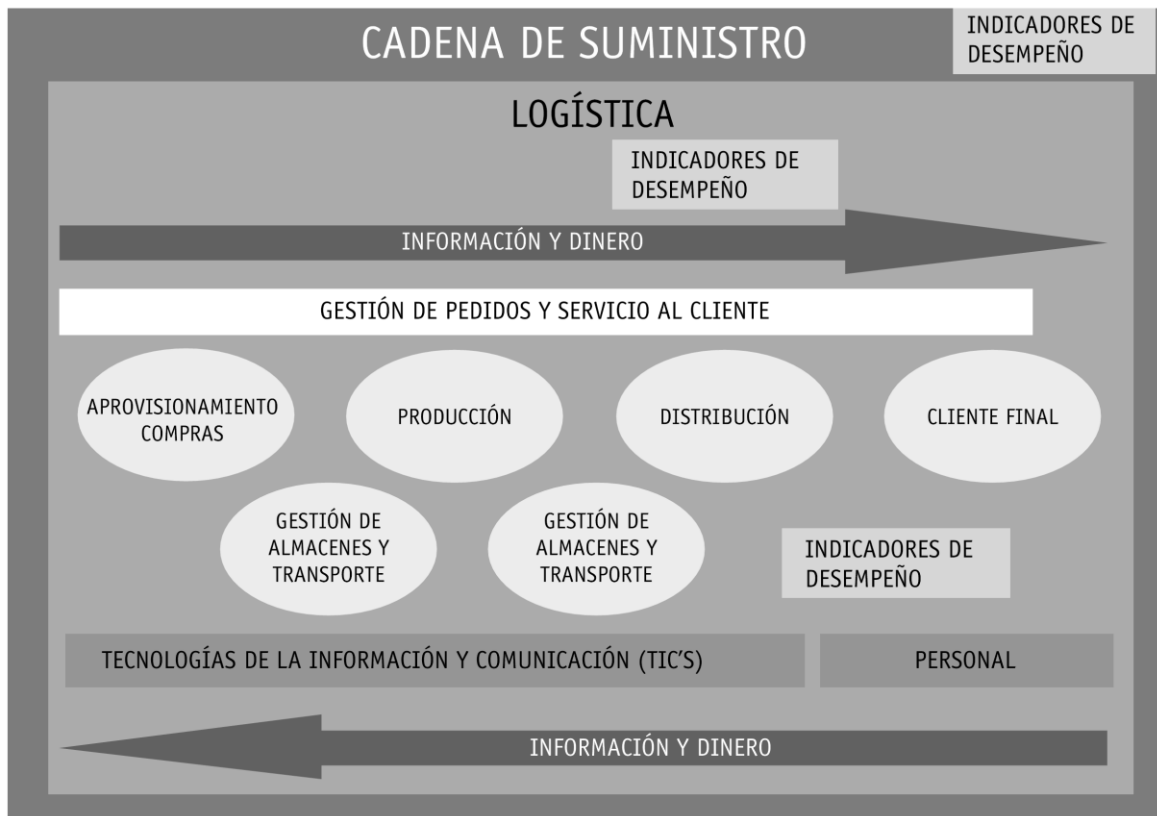 CADENA DE SUMINISTRO
INDICADORES DE
DESEMPEÑO
LOGÍSTICA
INDICADORES DE
DESEMPEÑO
INFORMACIÓN Y DINERO
GESTIÓN DE PEDIDOS Y SERVICIO AL CLIENTE
APROVISIONAMIENTO
COMPRAS
PRODUCCIÓN
DISTRIBUCIÓN
CLIENTE FINAL
GESTIÓN DE
ALMACENES Y
TRANSPORTE
GESTIÓN DE
ALMACENES Y
TRANSPORTE
INDICADORES DE
DESEMPEÑO
TECNOLOGÍAS DE LA INFORMACIÓN Y COMUNICACIÓN (TIC´S)
PERSONAL
INFORMACIÓN Y DINERO